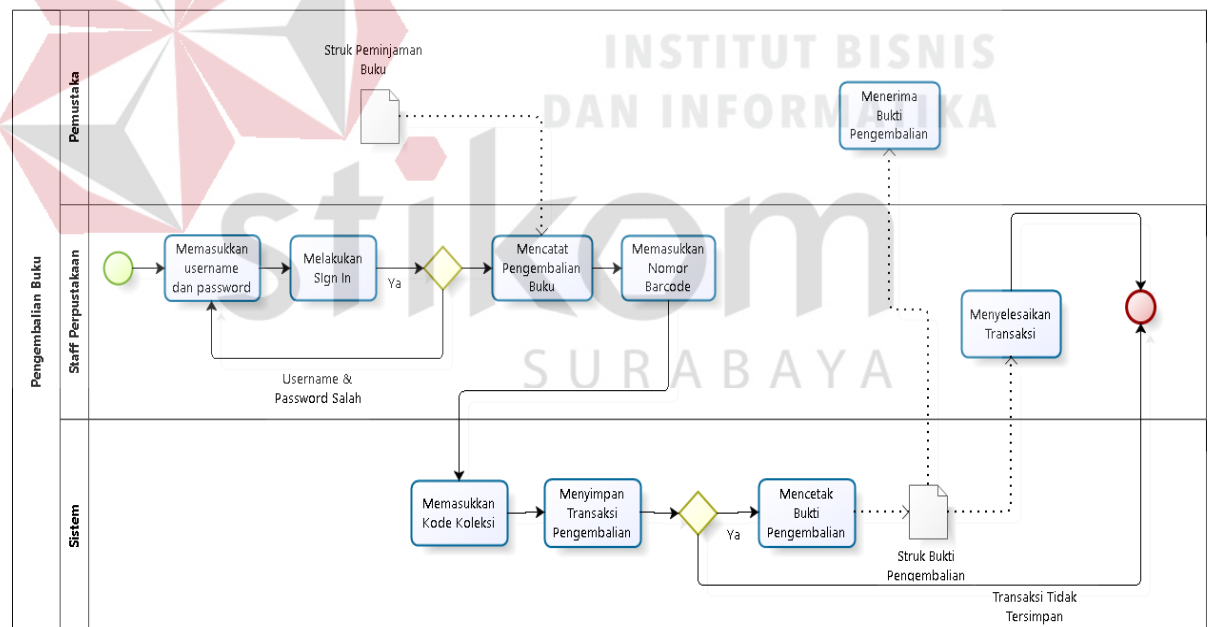 INSTITUT BISNIS
DAN INFORMATIKA
stikom
SURABAYA
Pengembalian Buku
Pemustaka
Struk Peminjaman
Buku
Menerima
Bukti
Pengembalian
Staff Perpustakaan
Memasukkan
username
dan password
Melakukan
Sign In
Ya
Mencatat
Pengembalian
Buku
Memasukkan
Nomor
Barcode
Username &
Password Salah
Menyelesaikan
Transaksi
Sistem
Memasukkan
Kode Koleksi
Menyimpan
Transaksi
Pengembalian
Ya
Mencetak
Bukti
Pengembalian
Struk Bukti
Pengembalian
Transaksi Tidak
Tersimpan